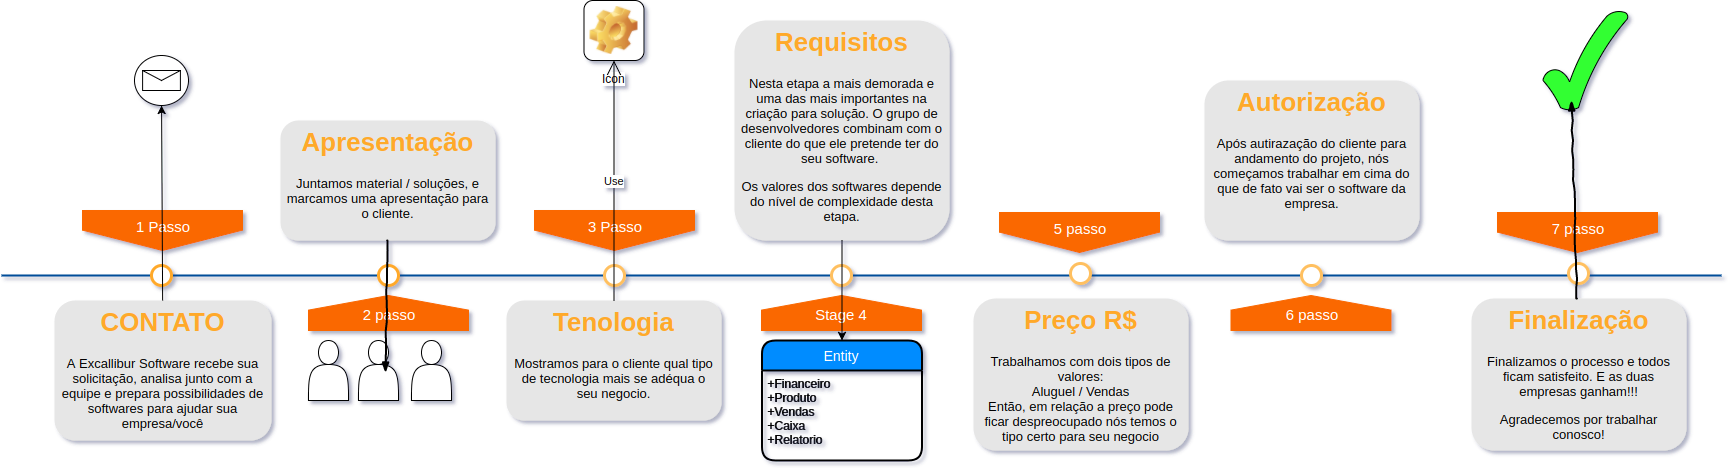 1 Passo
CONTATO
A Excallibur Software recebe sua
solicitação, analisa junto com a
equipe e prepara possibilidades de
softwares para ajudar sua
empresa/você
Apresentação
Juntamos material / soluções, e
marcamos uma apresentação para
o cliente.
2 passo
Icon
Use
3 Passo
Tenologia
Mostramos para o cliente qual tipo
de tecnologia mais se adéqua o
seu negocio.
Requisitos
Nesta etapa a mais demorada e
uma das mais importantes na
criação para solução. O grupo de
desenvolvedores combinam com o
cliente do que ele pretende ter do
seu software.
Os valores dos softwares depende
do nível de complexidade desta
etapa.
Stage 4
Entity
+Financeiro
+Produto
+Vendas
+Caixa
+Relatorio
5 passo
Preço R$
Trabalhamos com dois tipos de
valores:
Aluguel / Vendas
Então, em relação a preço pode
ficar despreocupado nós temos o
tipo certo para seu negocio
Autorização
Após autirazação do cliente para
andamento do projeto, nós
começamos trabalhar em cima do
que de fato vai ser o software da
empresa.
6 passo
7 passo
Finalização
Finalizamos o processo e todos
ficam satisfeito. E as duas
empresas ganham!!!
Agradecemos por trabalhar
conosco!